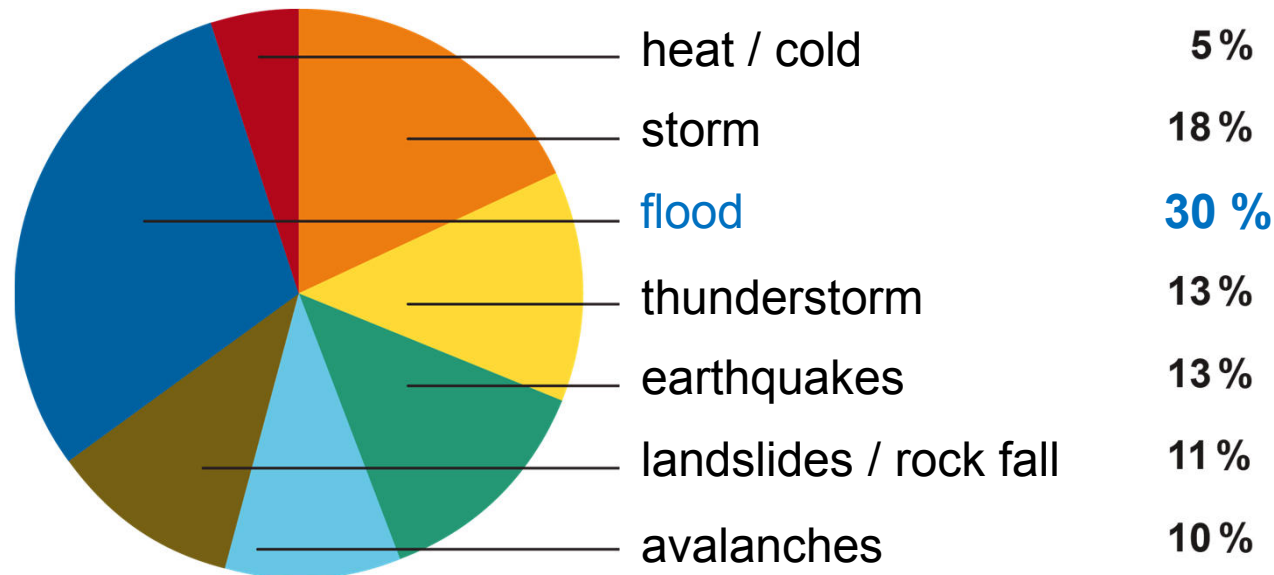 heat / cold 5 %
storm 18 %
flood 30 %
thunderstorm 13 %
earthquakes 13 %
landslides / rock fall 11 %
avalanches 10 %